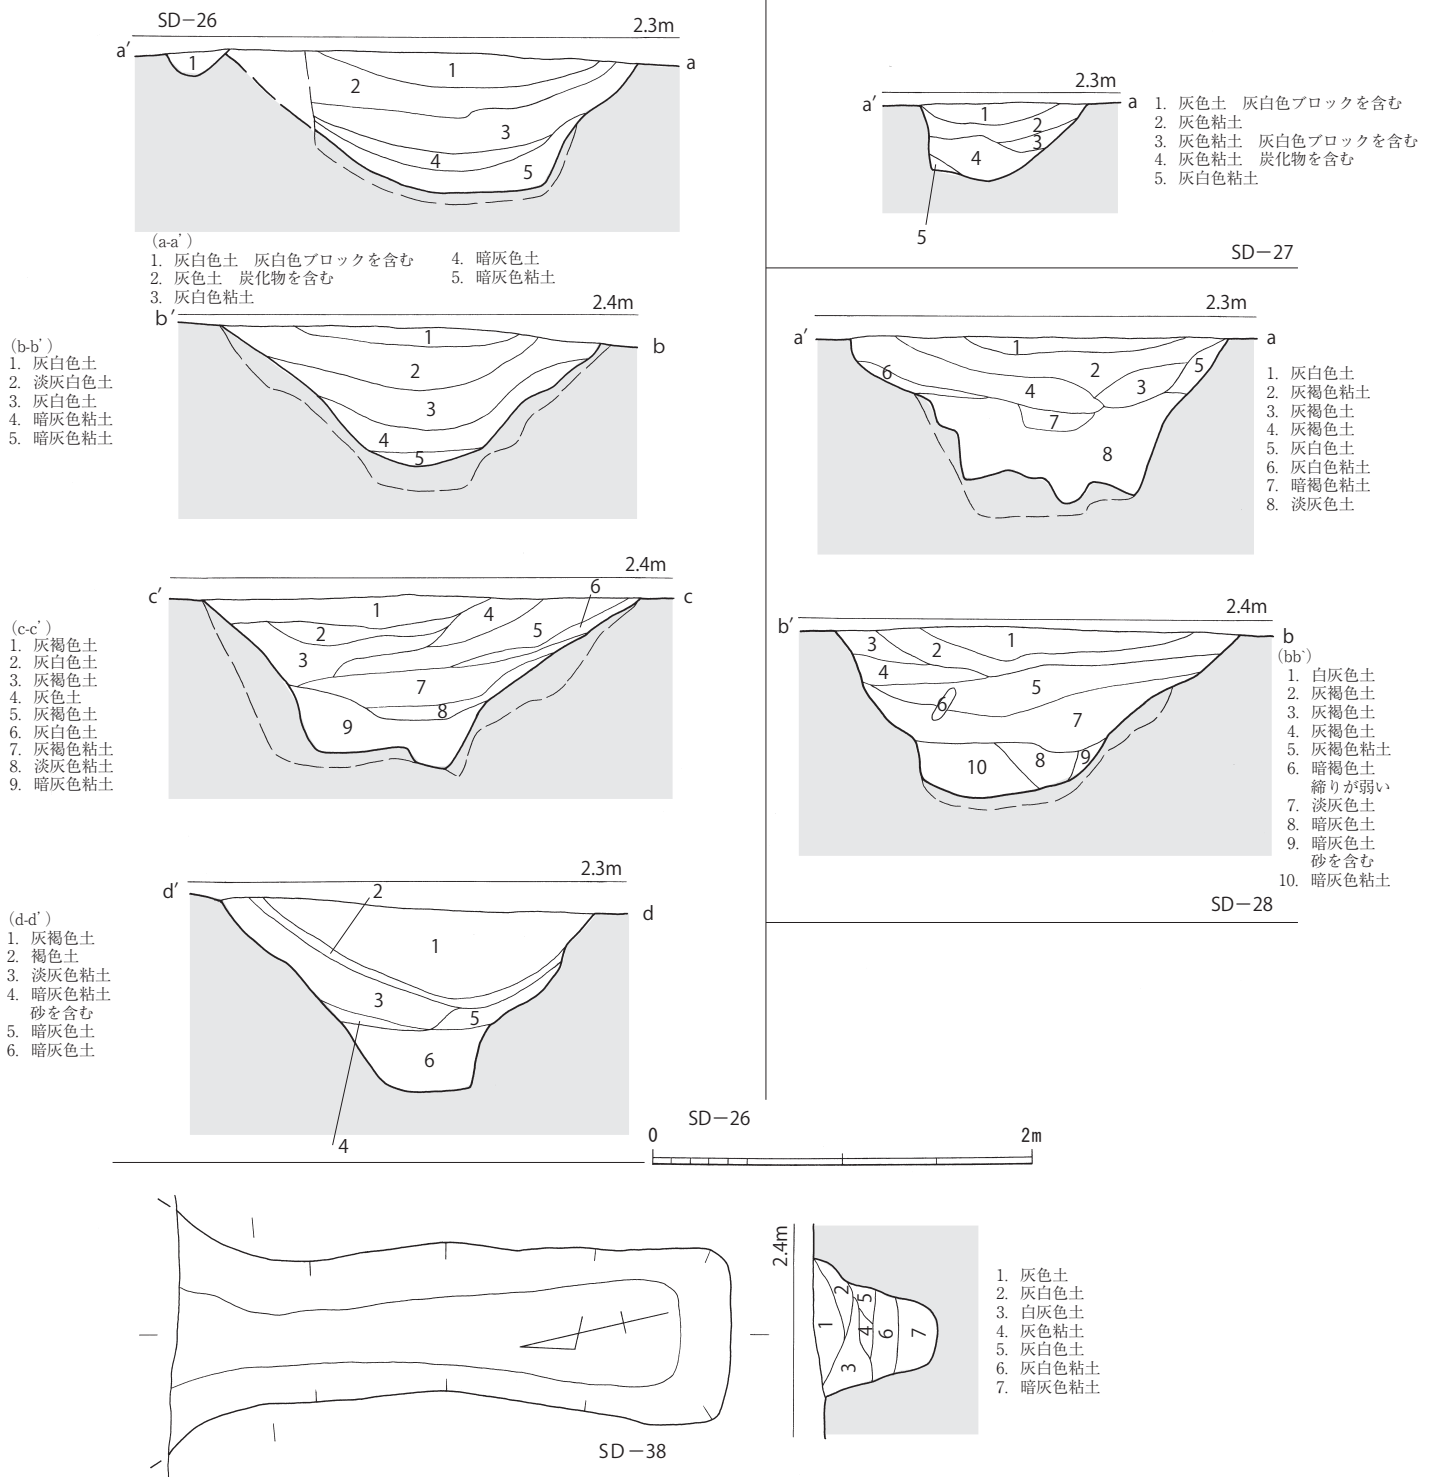 SD−26
2.3m
a′
a
1
1
2
3
4
5
(a-a’)
1. 灰白色土　灰白色ブロックを含む
2. 灰色土　炭化物を含む
3. 灰白色粘土
4. 暗灰色土
5. 暗灰色粘土
2.4m
b′
b
1
2
3
4
5
(b-b’)
1. 灰白色土
2. 淡灰白色土
3. 灰白色土
4. 暗灰色粘土
5. 暗灰色粘土
2.4m
c′
c
6
1
2
3
4
5
7
8
9
(c-c’)
1. 灰褐色土
2. 灰白色土
3. 灰褐色土
4. 灰色土
5. 灰褐色土
6. 灰白色土
7. 灰褐色粘土
8. 淡灰色粘土
9. 暗灰色粘土
2.3m
d′
d
2
1
3
5
6
4
(d-d’)
1. 灰褐色土
2. 褐色土
3. 淡灰色粘土
4. 暗灰色粘土
砂を含む
5. 暗灰色土
6. 暗灰色土
SD−26
2.3m
a′
a
1
2
3
4
5
1. 灰色土　灰白色ブロックを含む
2. 灰色粘土
3. 灰色粘土　灰白色ブロックを含む
4. 灰色粘土　炭化物を含む
5. 灰白色粘土
SD−27
2.3m
a′
a
1
2
3
4
5
6
7
8
1. 灰白色土
2. 灰褐色粘土
3. 灰褐色土
4. 灰褐色土
5. 灰白色土
6. 灰白色粘土
7. 暗褐色粘土
8. 淡灰色土
2.4m
b′
b
1
2
3
4
5
6
7
8
9
10
(bb`)
1. 白灰色土
2. 灰褐色土
3. 灰褐色土
4. 灰褐色土
5. 灰褐色粘土
6. 暗褐色土
締りが弱い
7. 淡灰色土
8. 暗灰色土
9. 暗灰色土
砂を含む
10. 暗灰色粘土
SD−28
0
2m
SD−38
2.4m
1
2
3
4
5
6
7
1. 灰色土
2. 灰白色土
3. 白灰色土
4. 灰色粘土
5. 灰白色土
6. 灰白色粘土
7. 暗灰色粘土